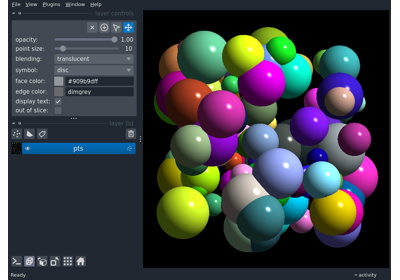 File View Plugins Window Help
layer controls
opacity: 1.00
point size: 10
blending: translucent
symbol: disc
face color: #909b9dff
edge color: dimgrey
display text: ✓
out of slice:
layer list
pts
Ready
activity